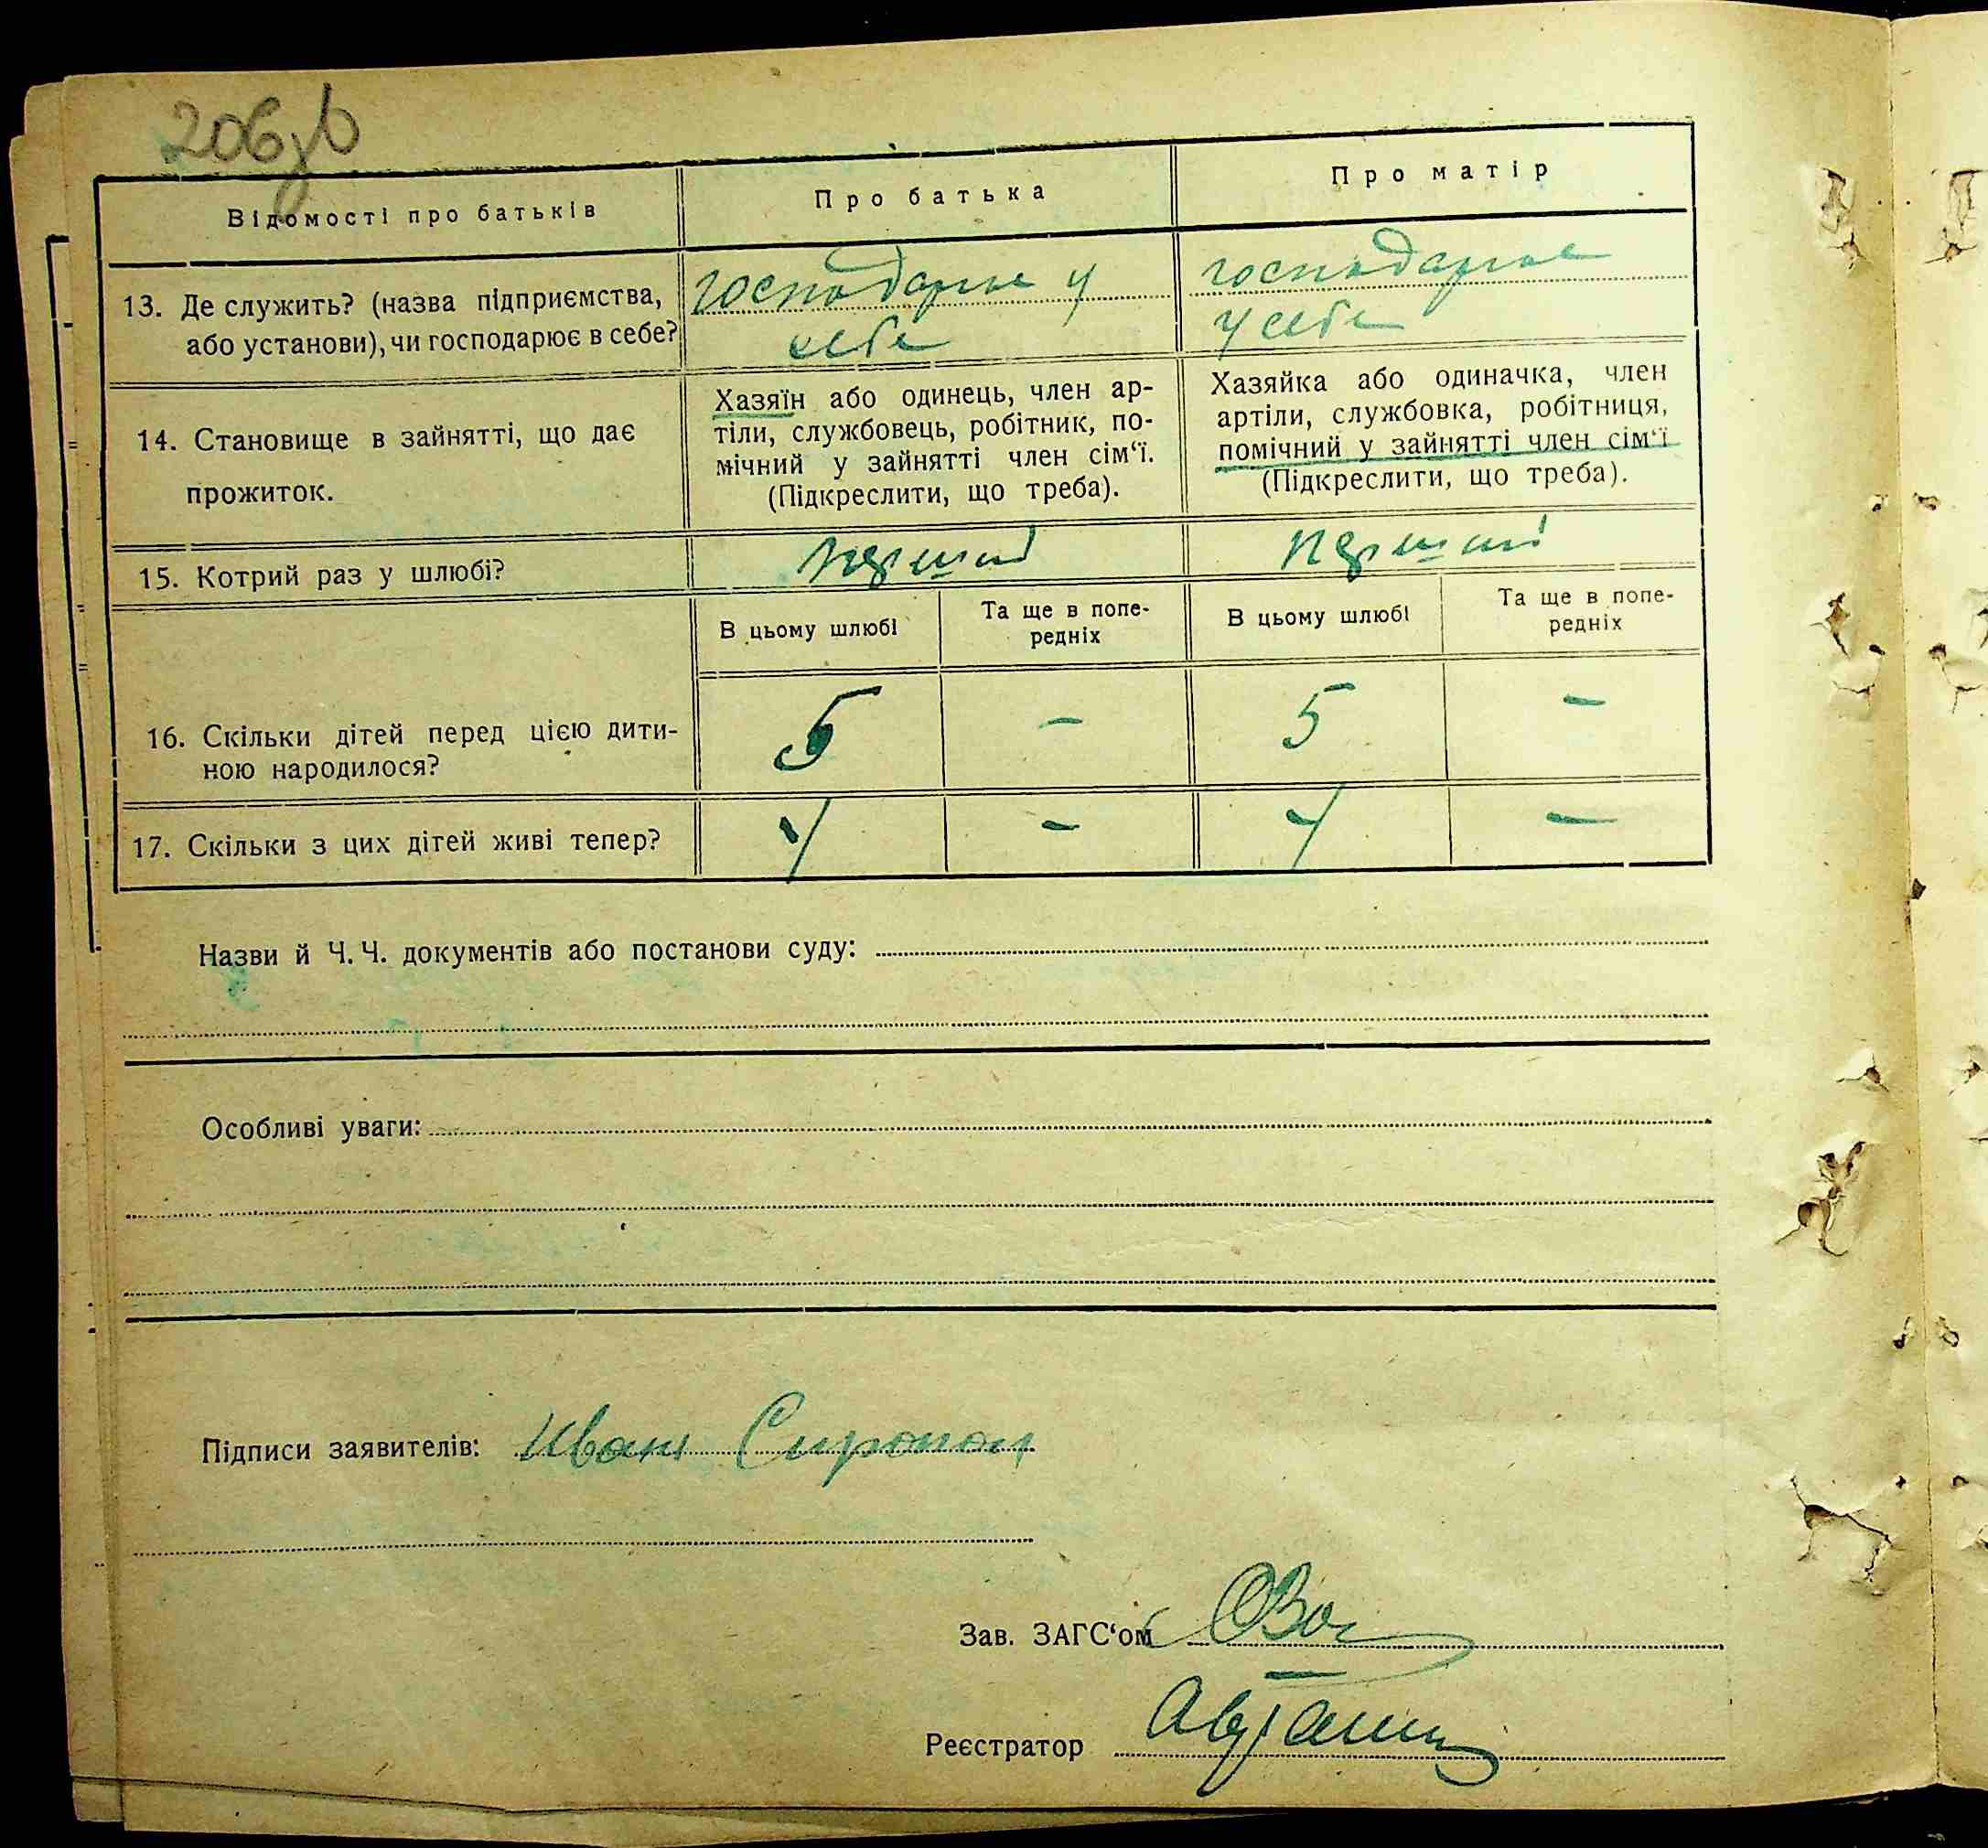 206зв
Відомості про батьків
Про батька
Про матір
13. Де служить? (назва підприємства,
або установи), чи господарює в себе?
господарює у
себе
господарює
у себе
14. Становище в зайнятті, що дає
прожиток.
Хазяїн або одинець, член ар-
тіли, службовець, робітник, по-
мічний у зайнятті член сім‘ї.
(Підкреслити, що треба).
Хазяйка або одиначка, член
артіли, службовка, робітниця,
помічний у зайнятті член сім‘ї
(Підкреслити, що треба).
15. Котрий раз у шлюбі?
перший
перший
В цьому шлюбі
Та ще в попе-
редніх
В цьому шлюбі
Та ще в попе-
редніх
16. Скільки дітей перед цією дити-
ною народилося?
5
-
5
-
17. Скільки з цих дітей живі тепер?
4
-
4
-
Назви й Ч. Ч. документів або постанови суду:
Особливі уваги:
Підписи заявителів: Иван
Зав. ЗАГС‘ом
Реєстратор